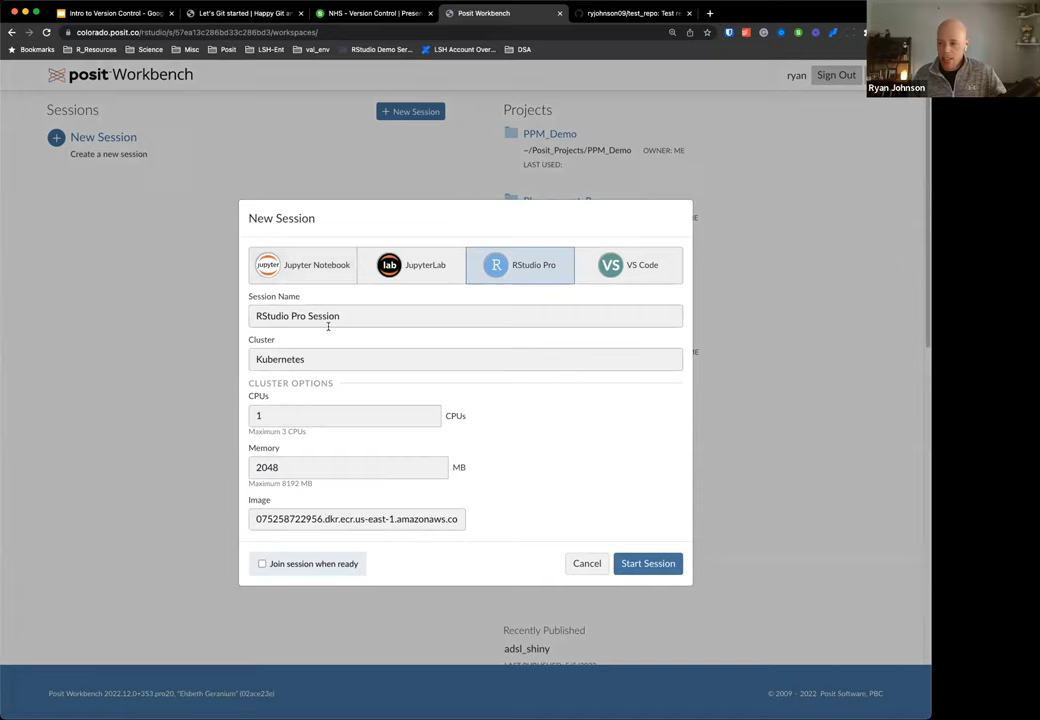 Intro to Version Control - Goog
Let's Git started | Happy Git an
NHS - Version Control | Presen
Posit Workbench
ryjohnson09/test_repo: Test re
colorado.posit.co/rstudio/s/57ea13c286bd33c286bd3/workspaces/
Bookmarks
R_Resources
Science
Misc
Posit
LSH-Ent
val_env
RStudio Demo Ser...
LSH Account Over...
DSA
posit Workbench
ryan
Sign Out
Ryan Johnson
Sessions
New Session
Projects
New Session
Create a new session
PPM_Demo
~/Posit_Projects/PPM_Demo
OWNER: ME
LAST USED:
New Session
jupyter
Jupyter Notebook
lab
JupyterLab
R
RStudio Pro
VS
VS Code
Session Name
RStudio Pro Session
Cluster
Kubernetes
CLUSTER OPTIONS
CPUs
1
CPUs
Maximum 3 CPUs
Memory
2048
MB
Maximum 8192 MB
Image
075258722956.dkr.ecr.us-east-1.amazonaws.co
Join session when ready
Cancel
Start Session
Recently Published
adsl_shiny
Posit Workbench 2022.12.0+353.pro20, "Elsbeth Geranium" (02ace23e)
© 2009 - 2022 Posit Software, PBC